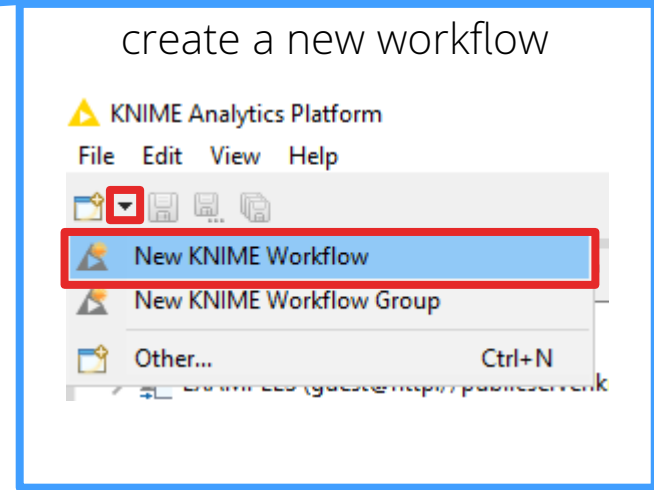 create a new workflow
KNIME Analytics Platform
File Edit View Help
New KNIME Workflow
New KNIME Workflow Group
Other... Ctrl+N